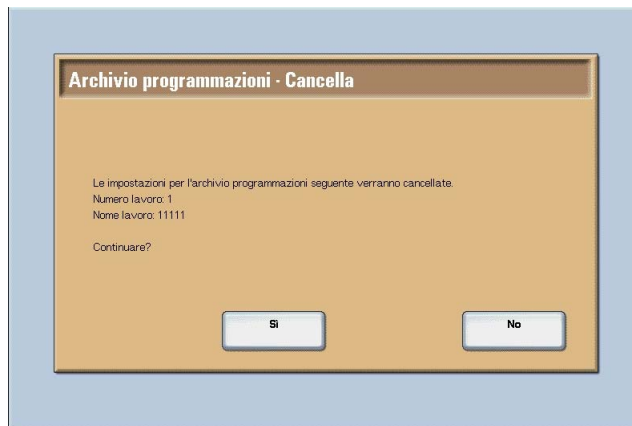 Archivio programmazioni - Cancella
Le impostazioni per l'archivio programmazioni seguente verranno cancellate.
Numero lavoro: 1
Nome lavoro: 11111
Continuare?
Sì
No